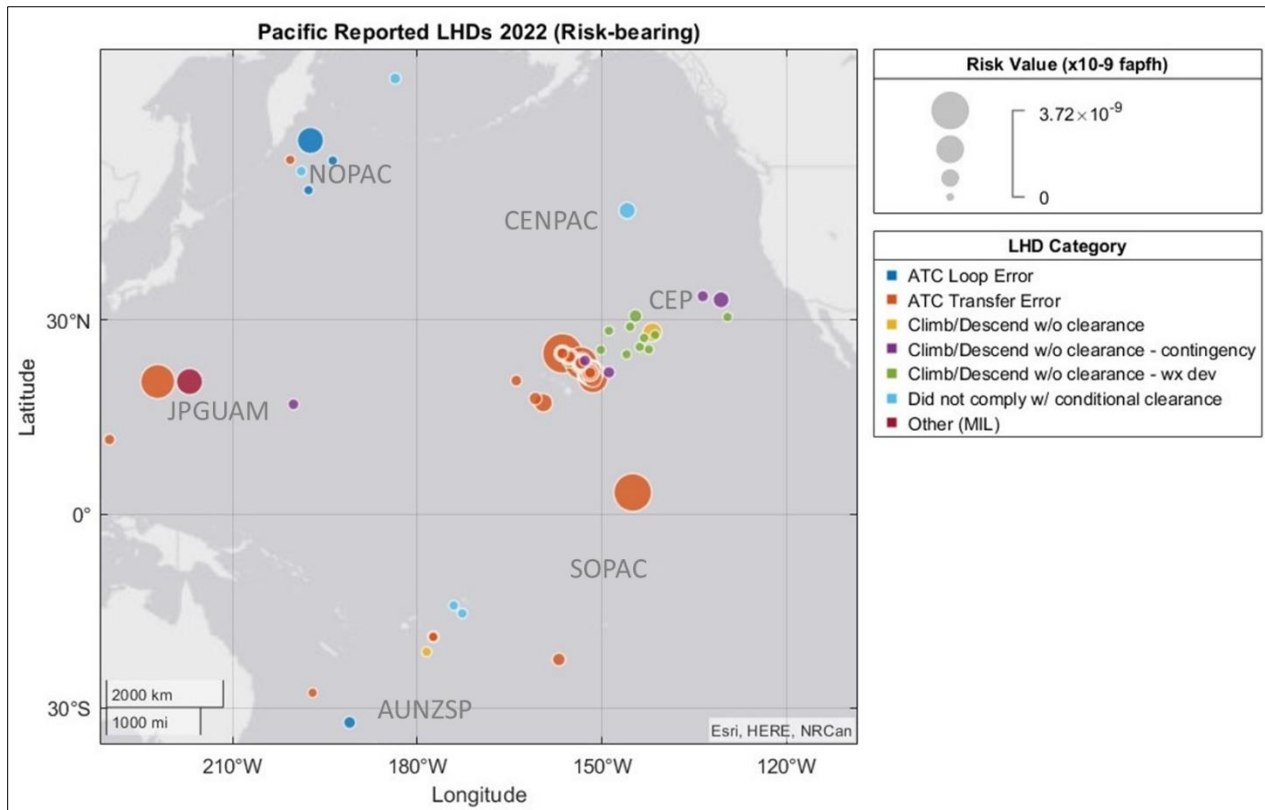 Pacific Reported LHDs 2022 (Risk-bearing)
NOPAC
CENPAC
CEP
JPGUAM
SOPAC
AUNZSP
30°N
0°
30°S
Latitude
2000 km
1000 mi
Esri, HERE, NRCan
210°W
180°W
150°W
120°W
Longitude
Risk Value (x10-9 fapfh)
3.72×10⁻⁹
0
LHD Category
ATC Loop Error
ATC Transfer Error
Climb/Descend w/o clearance
Climb/Descend w/o clearance - contingency
Climb/Descend w/o clearance - wx dev
Did not comply w/ conditional clearance
Other (MIL)